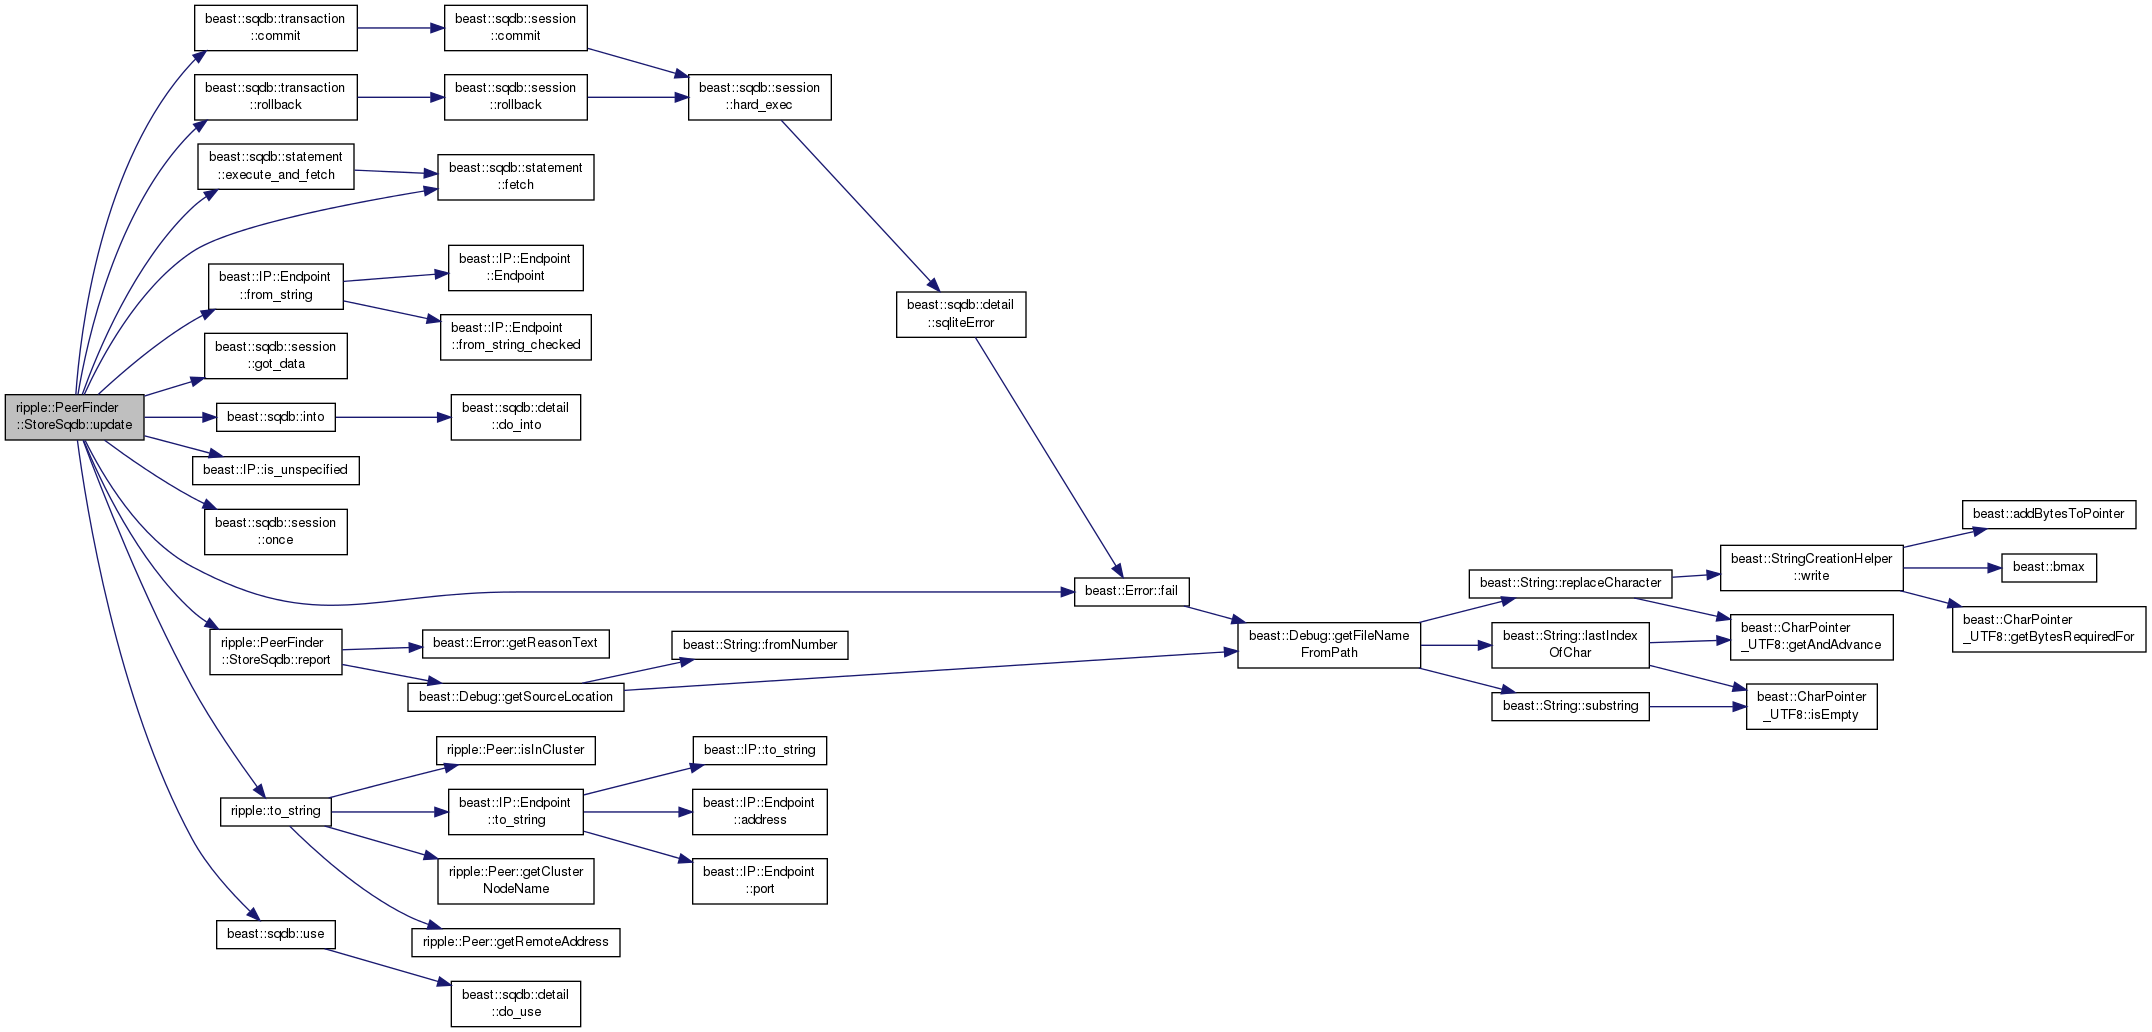 beast::sqdb::transaction
::commit
beast::sqdb::session
::commit
beast::sqdb::transaction
::rollback
beast::sqdb::session
::rollback
beast::sqdb::session
::hard_exec
beast::sqdb::statement
::execute_and_fetch
beast::sqdb::statement
::fetch
beast::IP::Endpoint
::from_string
beast::IP::Endpoint
::Endpoint
beast::IP::Endpoint
::from_string_checked
beast::sqdb::detail
::sqliteError
beast::sqdb::session
::got_data
ripple::PeerFinder
::StoreSqdb::update
beast::sqdb::into
beast::sqdb::detail
::do_into
beast::IP::is_unspecified
beast::sqdb::session
::once
beast::Error::fail
ripple::PeerFinder
::StoreSqdb::report
beast::Error::getReasonText
beast::String::fromNumber
beast::Debug::getSourceLocation
beast::Debug::getFileName
FromPath
beast::String::replaceCharacter
beast::String::lastIndex
OfChar
beast::String::substring
beast::StringCreationHelper
::write
beast::CharPointer
_UTF8::getAndAdvance
beast::CharPointer
_UTF8::isEmpty
beast::addBytesToPointer
beast::bmax
beast::CharPointer
_UTF8::getBytesRequiredFor
ripple::to_string
ripple::Peer::isInCluster
beast::IP::Endpoint
::to_string
beast::IP::to_string
beast::IP::Endpoint
::address
beast::IP::Endpoint
::port
ripple::Peer::getCluster
NodeName
ripple::Peer::getRemoteAddress
beast::sqdb::use
beast::sqdb::detail
::do_use